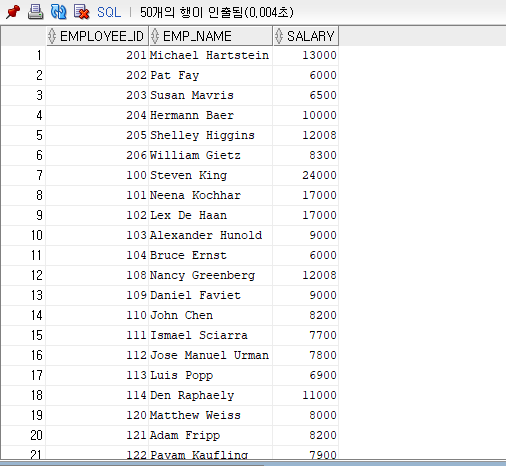 SQL | 50개의 행이 인출됨(0,004초)
EMPLOYEE_ID EMP_NAME SALARY
1 201 Michael Hartstein 13000
2 202 Pat Fay 6000
3 203 Susan Mavris 6500
4 204 Hermann Baer 10000
5 205 Shelley Higgins 12008
6 206 William Gietz 8300
7 100 Steven King 24000
8 101 Neena Kochhar 17000
9 102 Lex De Haan 17000
10 103 Alexander Hunold 9000
11 104 Bruce Ernst 6000
12 108 Nancy Greenberg 12008
13 109 Daniel Faviet 9000
14 110 John Chen 8200
15 111 Ismael Sciarra 7700
16 112 Jose Manuel Urman 7800
17 113 Luis Popp 6900
18 114 Den Raphaely 11000
19 120 Matthew Weiss 8000
20 121 Adam Fripp 8200
21 122 Payam Kaufling 7900